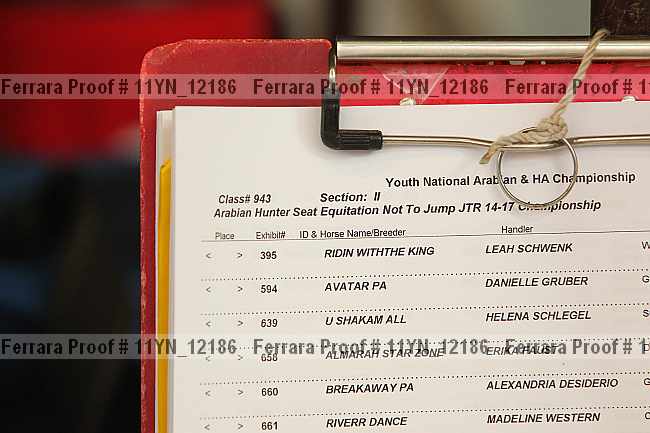 Ferrara Proof # 11YN_12186 Ferrara Proof # 11YN_12186 Ferrara Proof # 11YN_12186
Youth National Arabian & HA Championship
Class# 943 Section: II
Arabian Hunter Seat Equitation Not To Jump JTR 14-17 Championship
Place Exhibit# ID & Horse Name/Breeder Handler
< > 395 RIDIN WITHTHE KING LEAH SCHWENK
< > 594 AVATAR PA DANIELLE GRUBER
< > 639 U SHAKAM ALL HELENA SCHLEGEL
Ferrara Proof # 11YN_12186 Ferrara Proof # 11YN_12186 Ferrara Proof # 11YN_12186
< > 658 ALMARAH STAR ZONE ERIKA FAUST
< > 660 BREAKAWAY PA ALEXANDRIA DESIDERIO
< > 661 RIVERR DANCE MADELINE WESTERN